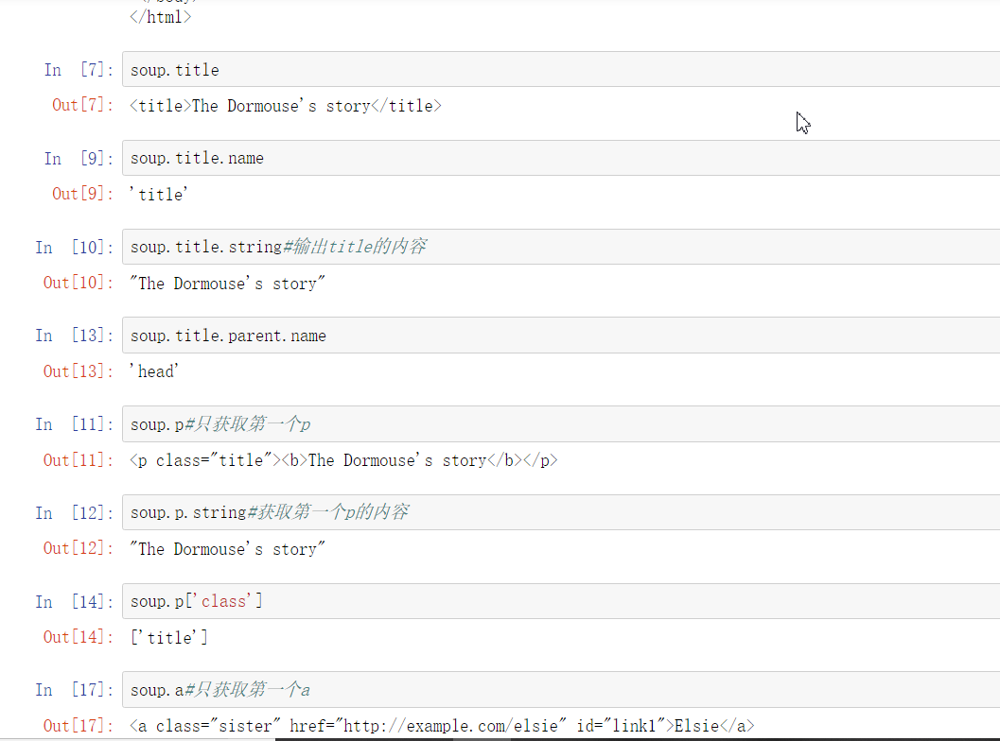 </html>
In [7]: soup.title
Out[7]: <title>The Dormouse's story</title>
In [9]: soup.title.name
Out[9]: 'title'
In [10]: soup.title.string#输出title的内容
Out[10]: "The Dormouse's story"
In [13]: soup.title.parent.name
Out[13]: 'head'
In [11]: soup.p#只获取第一个p
Out[11]: <p class="title"><b>The Dormouse's story</b></p>
In [12]: soup.p.string#获取第一个p的内容
Out[12]: "The Dormouse's story"
In [14]: soup.p['class']
Out[14]: ['title']
In [17]: soup.a#只获取第一个a
Out[17]: <a class="sister" href="http://example.com/elsie" id="link1">Elsie</a>